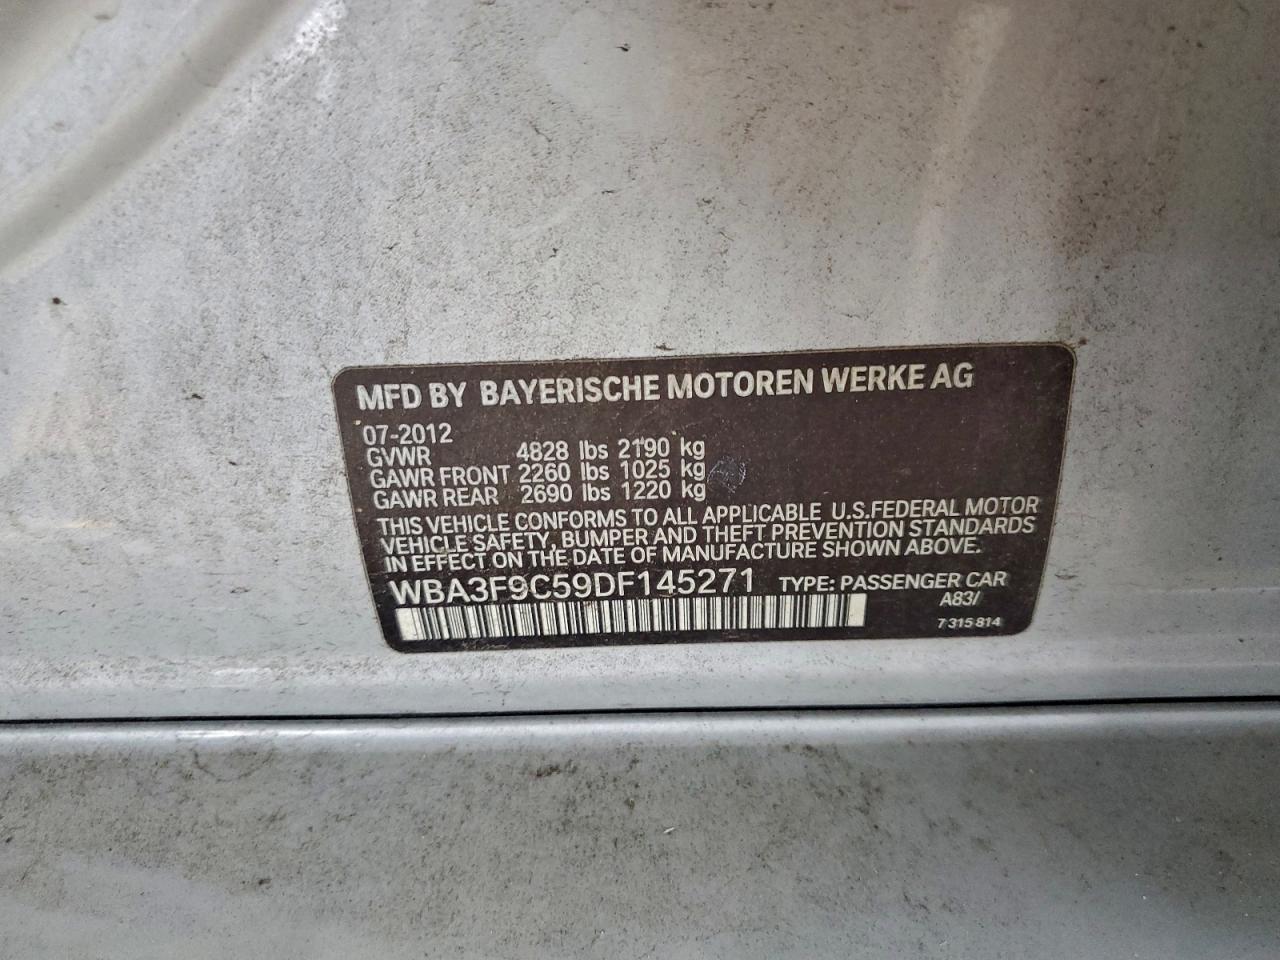 MFD BY BAYERISCHE MOTOREN WERKE AG
07-2012
GVWR 4828 lbs 2190 kg
GAWR FRONT 2260 lbs 1025 kg
GAWR REAR 2690 lbs 1220 kg
THIS VEHICLE CONFORMS TO ALL APPLICABLE U.S.FEDERAL MOTOR
VEHICLE SAFETY, BUMPER AND THEFT PREVENTION STANDARDS
IN EFFECT ON THE DATE OF MANUFACTURE SHOWN ABOVE.
WBA3F9C59DF145271 TYPE: PASSENGER CAR
A83/
7 315 814